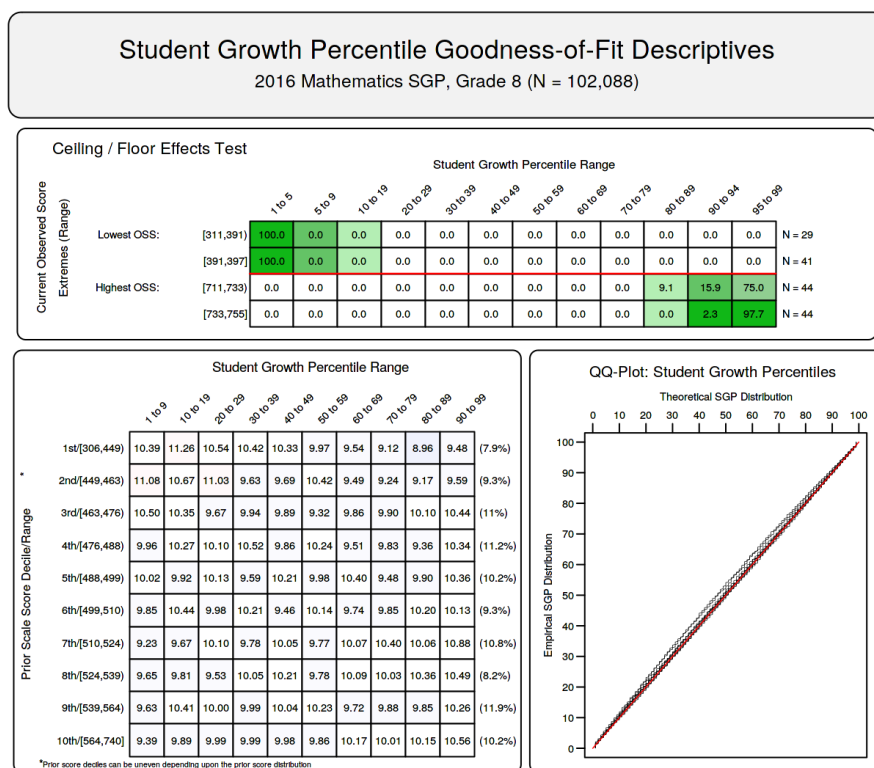 Student Growth Percentile Goodness-of-Fit Descriptives
2016 Mathematics SGP, Grade 8 (N = 102,088)
Ceiling / Floor Effects Test
Student Growth Percentile Range
1 to 5 5 to 9 10 to 19 20 to 29 30 to 39 40 to 49 50 to 59 60 to 69 70 to 79 80 to 89 90 to 94 95 to 99
Current Observed Score
Extremes (Range)
Lowest OSS: [311,391) 100.0 0.0 0.0 0.0 0.0 0.0 0.0 0.0 0.0 0.0 0.0 0.0 N = 29
[391,397] 100.0 0.0 0.0 0.0 0.0 0.0 0.0 0.0 0.0 0.0 0.0 0.0 N = 41
Highest OSS: [711,733) 0.0 0.0 0.0 0.0 0.0 0.0 0.0 0.0 0.0 9.1 15.9 75.0 N = 44
[733,755] 0.0 0.0 0.0 0.0 0.0 0.0 0.0 0.0 0.0 0.0 2.3 97.7 N = 44
Student Growth Percentile Range
1 to 9 10 to 19 20 to 29 30 to 39 40 to 49 50 to 59 60 to 69 70 to 79 80 to 89 90 to 99
Prior Scale Score Decile/Range *
1st/[306,449) 10.39 11.26 10.54 10.42 10.33 9.97 9.54 9.12 8.96 9.48 (7.9%)
2nd/[449,463) 11.08 10.67 11.03 9.63 9.69 10.42 9.49 9.24 9.17 9.59 (9.3%)
3rd/[463,476) 10.50 10.35 9.67 9.94 9.89 9.32 9.86 9.90 10.10 10.44 (11%)
4th/[476,488) 9.96 10.27 10.10 10.52 9.86 10.24 9.51 9.83 9.36 10.34 (11.2%)
5th/[488,499) 10.02 9.92 10.13 9.59 10.21 9.98 10.40 9.48 9.90 10.36 (10.2%)
6th/[499,510) 9.85 10.44 9.98 10.21 9.46 10.14 9.74 9.85 10.20 10.13 (9.3%)
7th/[510,524) 9.23 9.67 10.10 9.78 10.05 9.77 10.07 10.40 10.06 10.88 (10.8%)
8th/[524,539) 9.65 9.81 9.53 10.05 10.21 9.78 10.09 10.03 10.36 10.49 (8.2%)
9th/[539,564) 9.63 10.41 10.00 9.99 10.04 10.23 9.72 9.88 9.85 10.26 (11.9%)
10th/[564,740] 9.39 9.89 9.99 9.99 9.98 9.86 10.17 10.01 10.15 10.56 (10.2%)
*Prior score deciles can be uneven depending upon the prior score distribution
QQ-Plot: Student Growth Percentiles
Theoretical SGP Distribution
0 10 20 30 40 50 60 70 80 90 100
Empirical SGP Distribution
100
90
80
70
60
50
40
30
20
10
0